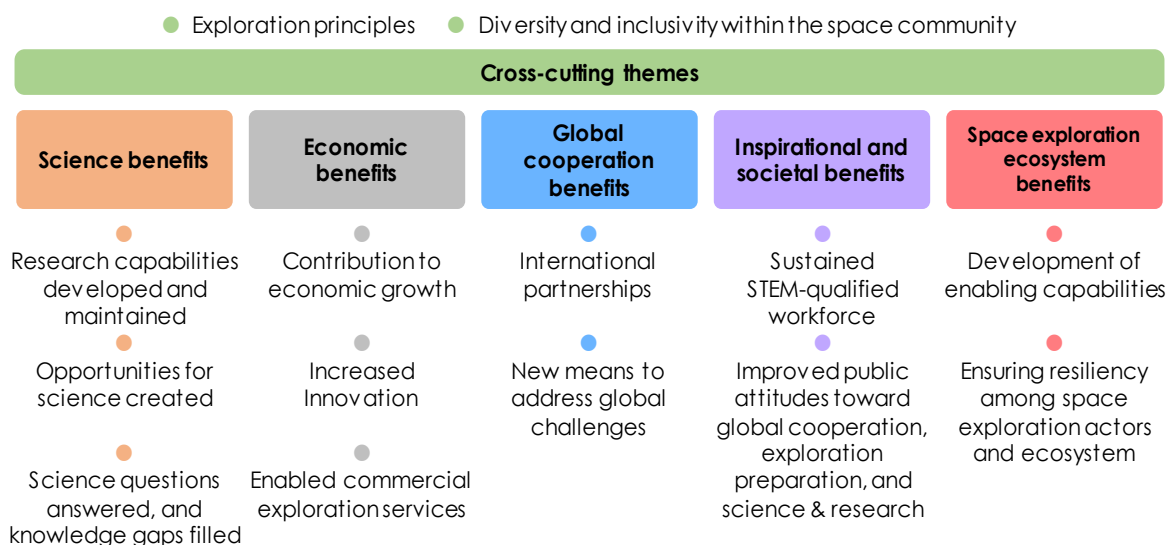 Exploration principles
Diversity and inclusivity within the space community
Cross-cutting themes
Science benefits
Economic
benefits
Global
cooperation
benefits
Inspirational and
societal benefits
Space exploration
ecosystem
benefits
Research capabilities
developed and
maintained
Opportunities for
science created
Science questions
answered, and
knowledge gaps filled
Contribution to
economic growth
Increased
Innovation
Enabled commercial
exploration services
International
partnerships
New means to
address global
challenges
Sustained
STEM-qualified
workforce
Improved public
attitudes toward
global cooperation,
exploration
preparation, and
science & research
Development of
enabling capabilities
Ensuring resiliency
among space
exploration actors
and ecosystem